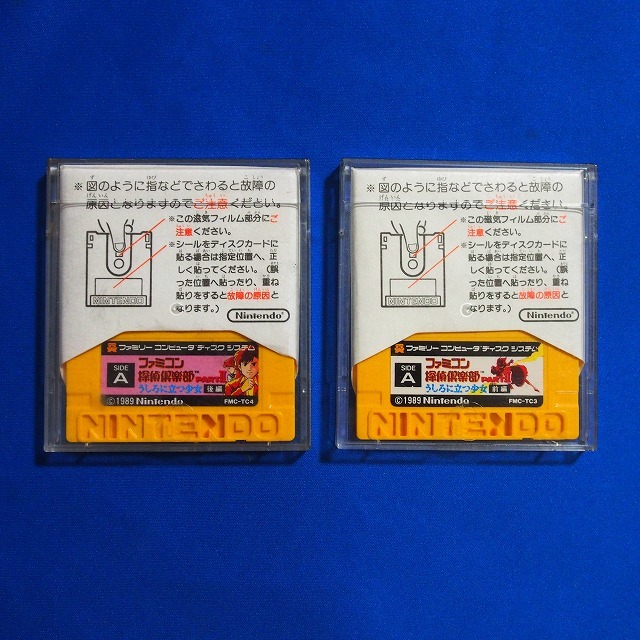 ※図のように指などでさわると故障の
原因となりますのでご注意ください。
※この磁気フィルム部分にご
注意ください。
※シールをディスクカードに
貼る場合は指定位置へ、正
しく貼ってください。(誤
った位置へ貼ったり、重ね
貼りをすると故障の原因と
なります。)
NINTENDO
Nintendo
ファミリー コンピュータ ディスク システム
SIDE
A
ファミコン
探偵倶楽部 PARTII
うしろに立つ少女 後編
©1989 Nintendo
FMC-TC4
NINTENDO
※図のように指などでさわると故障の
原因となりますのでご注意ください。
※この磁気フィルム部分にご
注意ください。
※シールをディスクカードに
貼る場合は指定位置へ、正
しく貼ってください。(誤
った位置へ貼ったり、重ね
貼りをすると故障の原因と
なります。)
NINTENDO
Nintendo
ファミリー コンピュータ ディスク システム
SIDE
A
ファミコン
探偵倶楽部 PARTII
うしろに立つ少女 前編
©1989 Nintendo
FMC-TC3
NINTENDO